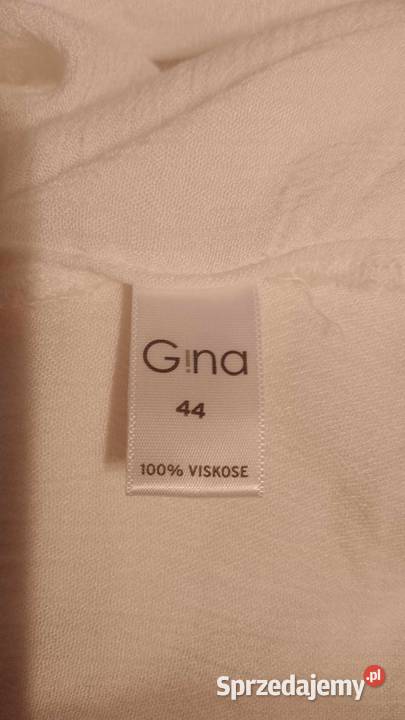 Gina
44
100% VISKOSE
Sprzedajemy.pl